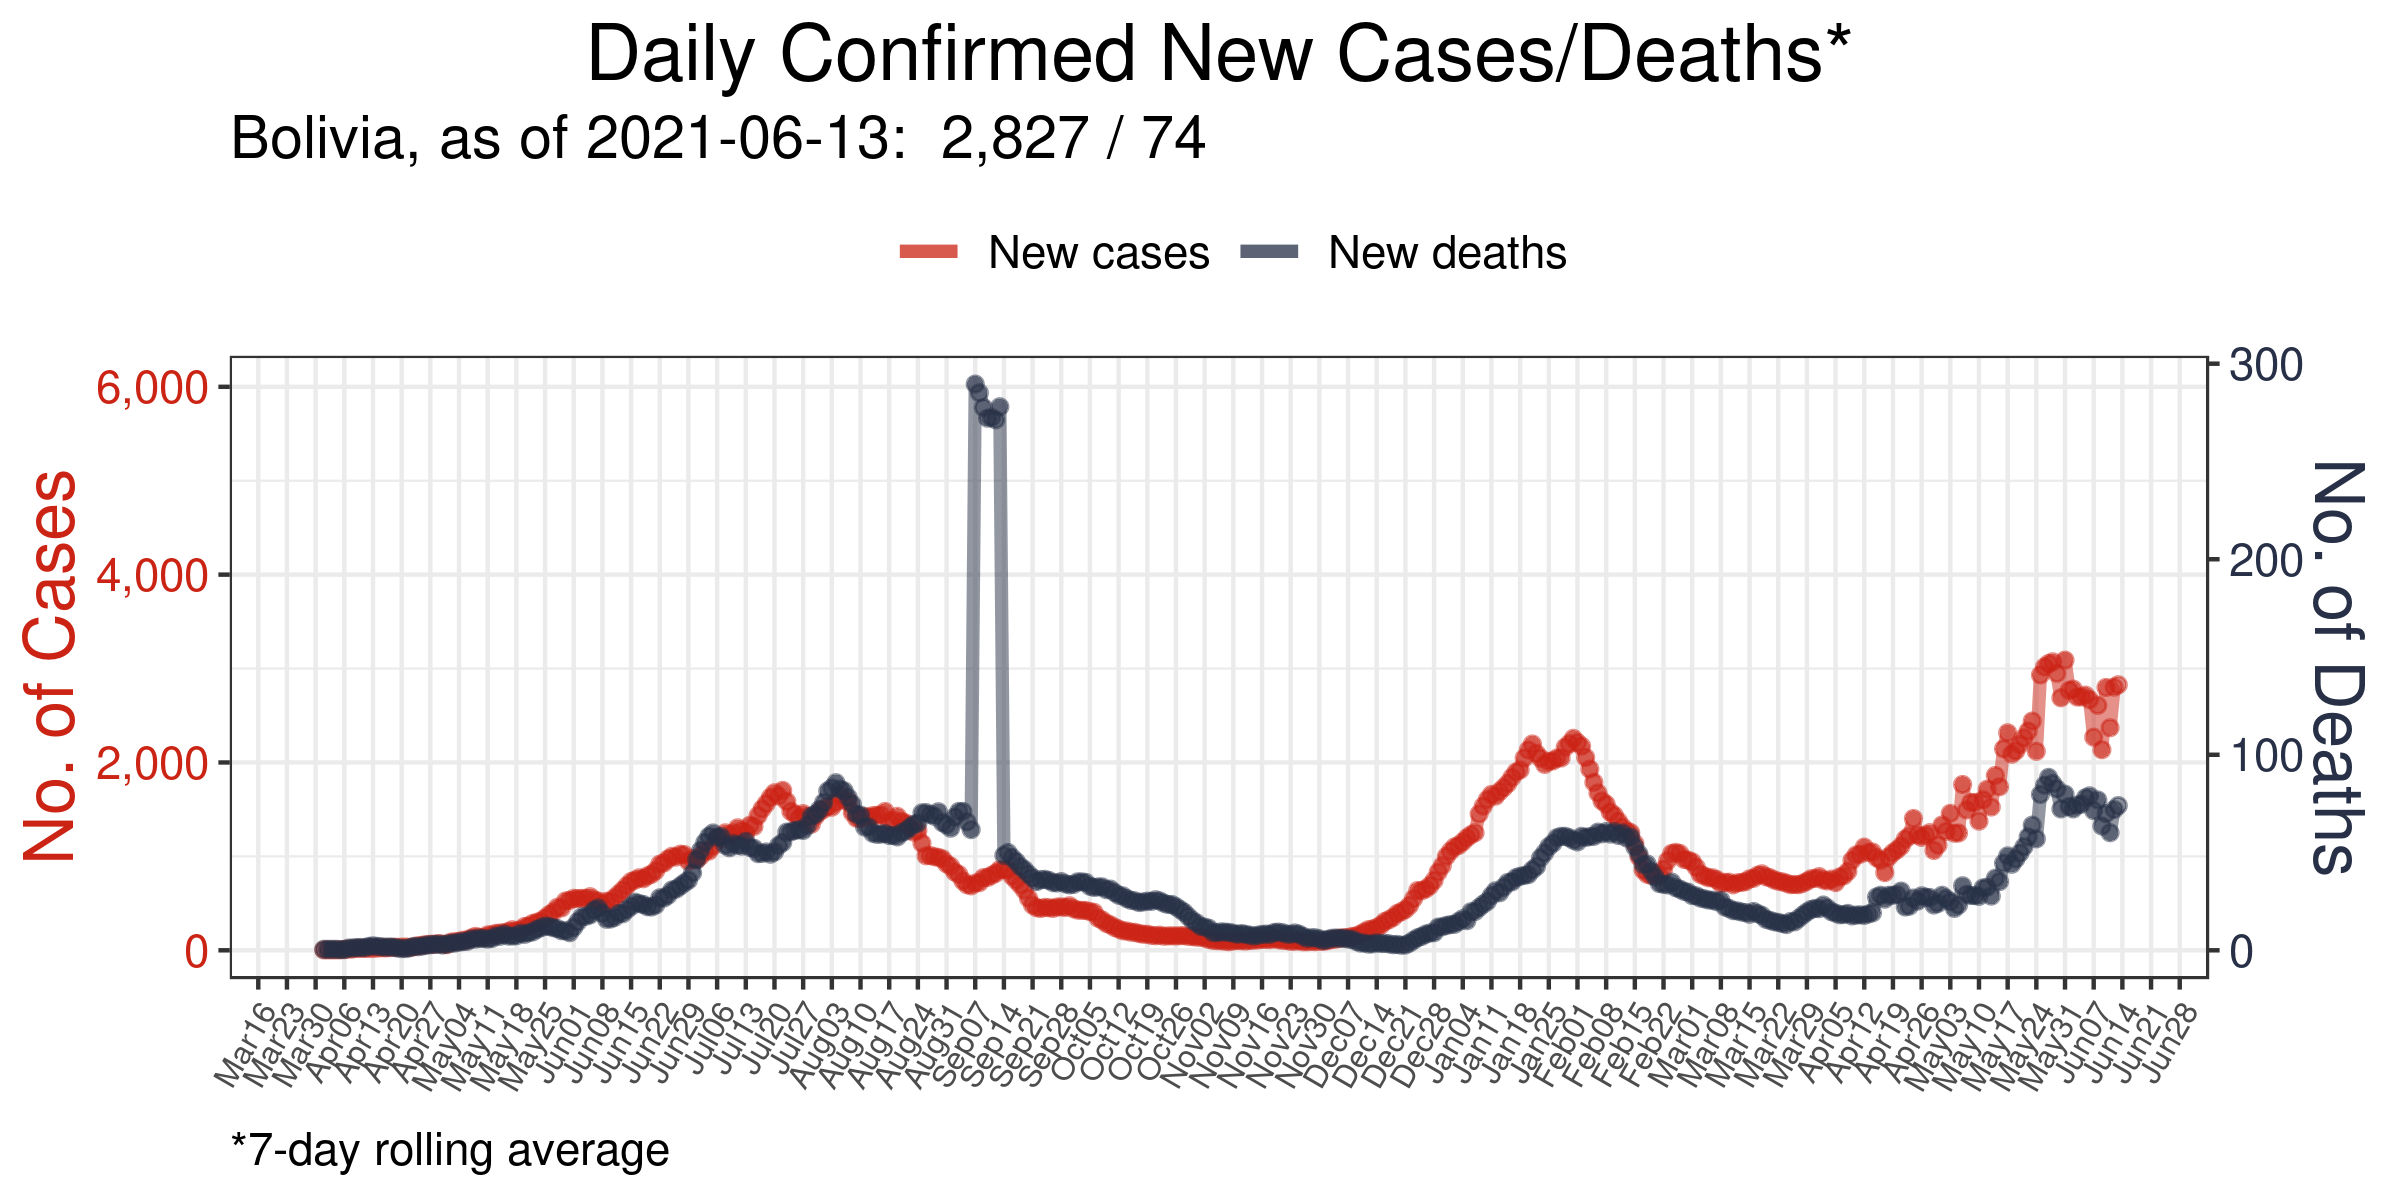 Daily Confirmed New Cases/Deaths*
Bolivia, as of 2021-06-13:  2,827 / 74
New cases
New deaths
No. of Cases
6,000
4,000
2,000
0
300
200
100
0
No. of Deaths
Mar16
Mar23
Mar30
Apr06
Apr13
Apr20
Apr27
May04
May11
May18
May25
Jun01
Jun08
Jun15
Jun22
Jun29
Jul06
Jul13
Jul20
Jul27
Aug03
Aug10
Aug17
Aug24
Aug31
Sep07
Sep14
Sep21
Sep28
Oct05
Oct12
Oct19
Oct26
Nov02
Nov09
Nov16
Nov23
Nov30
Dec07
Dec14
Dec21
Dec28
Jan04
Jan11
Jan18
Jan25
Feb01
Feb08
Feb15
Feb22
Mar01
Mar08
Mar15
Mar22
Mar29
Apr05
Apr12
Apr19
Apr26
May03
May10
May17
May24
May31
Jun07
Jun14
Jun21
Jun28
*7-day rolling average